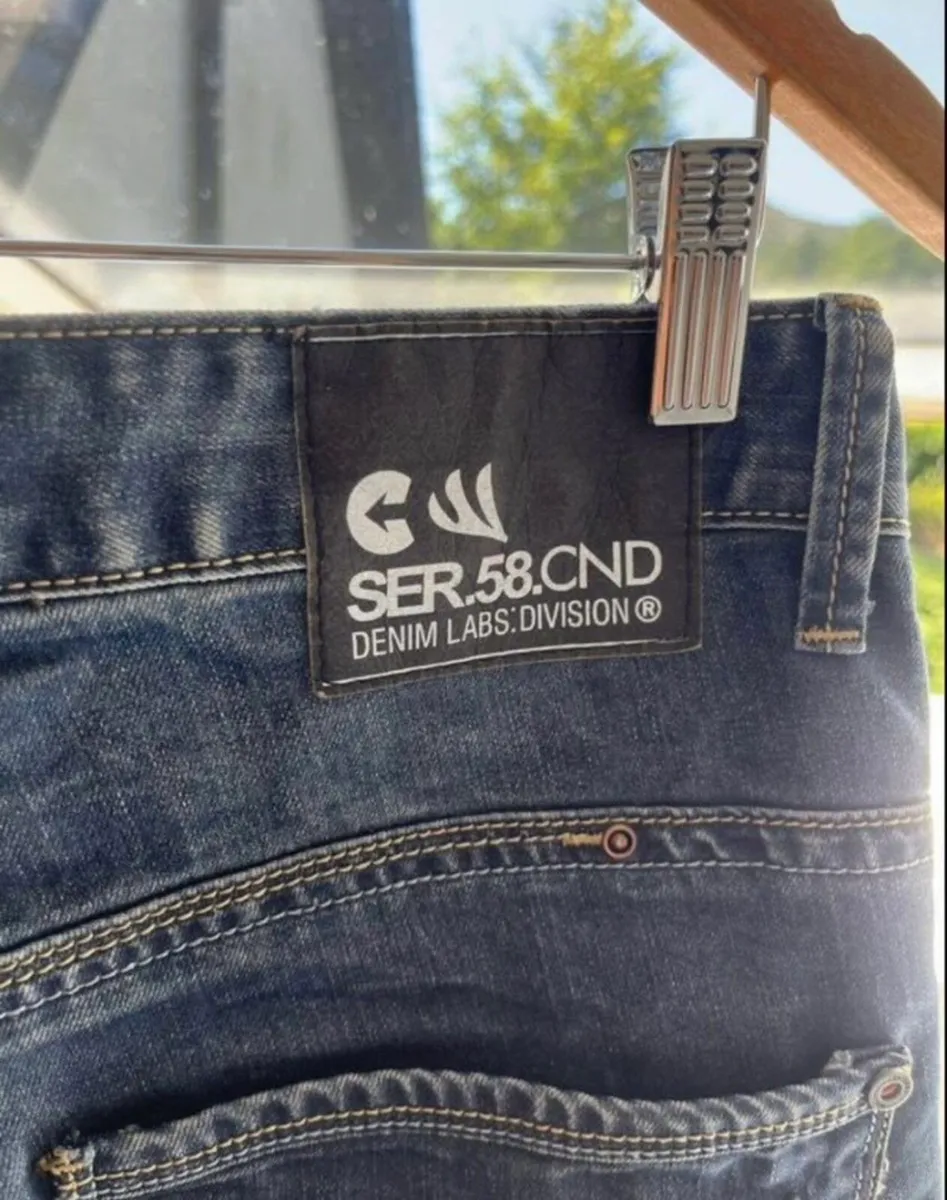 SER.58.CND
DENIM LABS:DIVISION ®